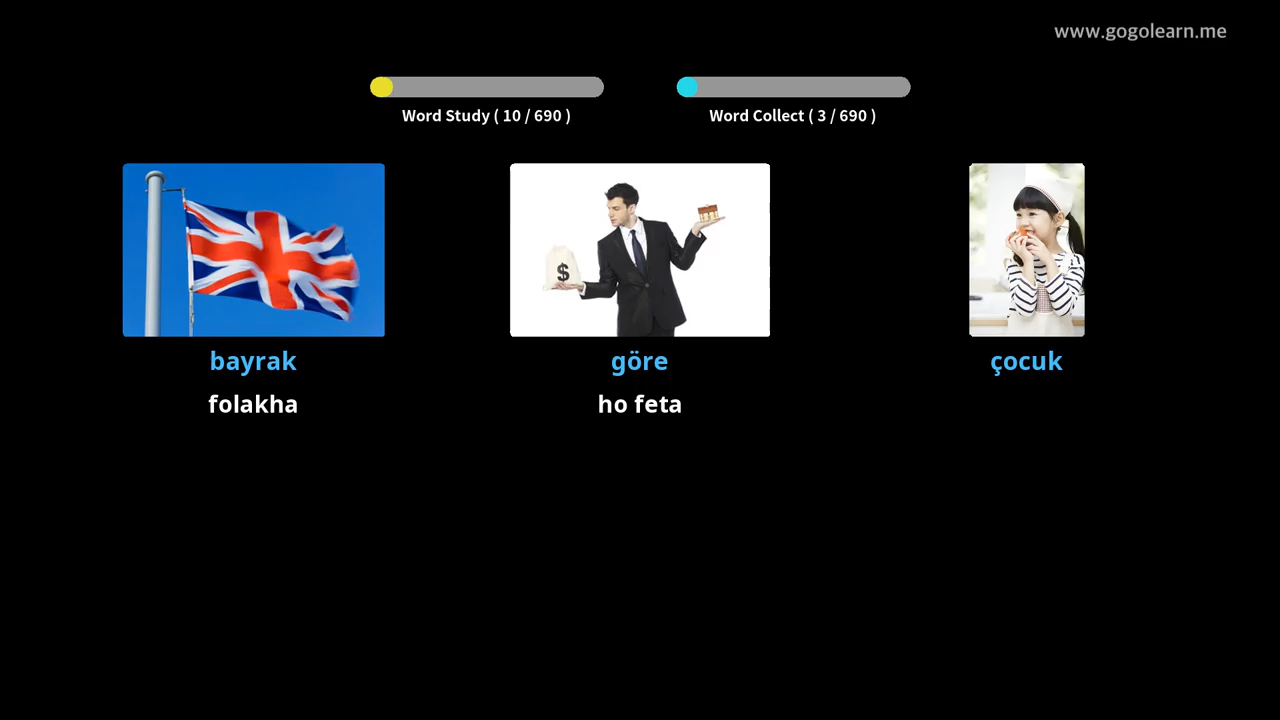 www.gogolearn.me
Word Study ( 10 / 690 )
Word Collect ( 3 / 690 )
$
bayrak
göre
çocuk
folakha
ho feta